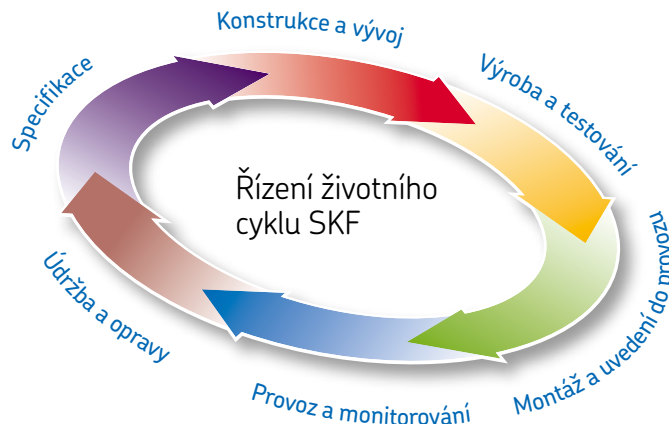 Konstrukce a vývoj
Specifikace
Výroba a testování
Řízení životního
cyklu SKF
Údržba a opravy
Montáž a uvedení do provozu
Provoz a monitorování